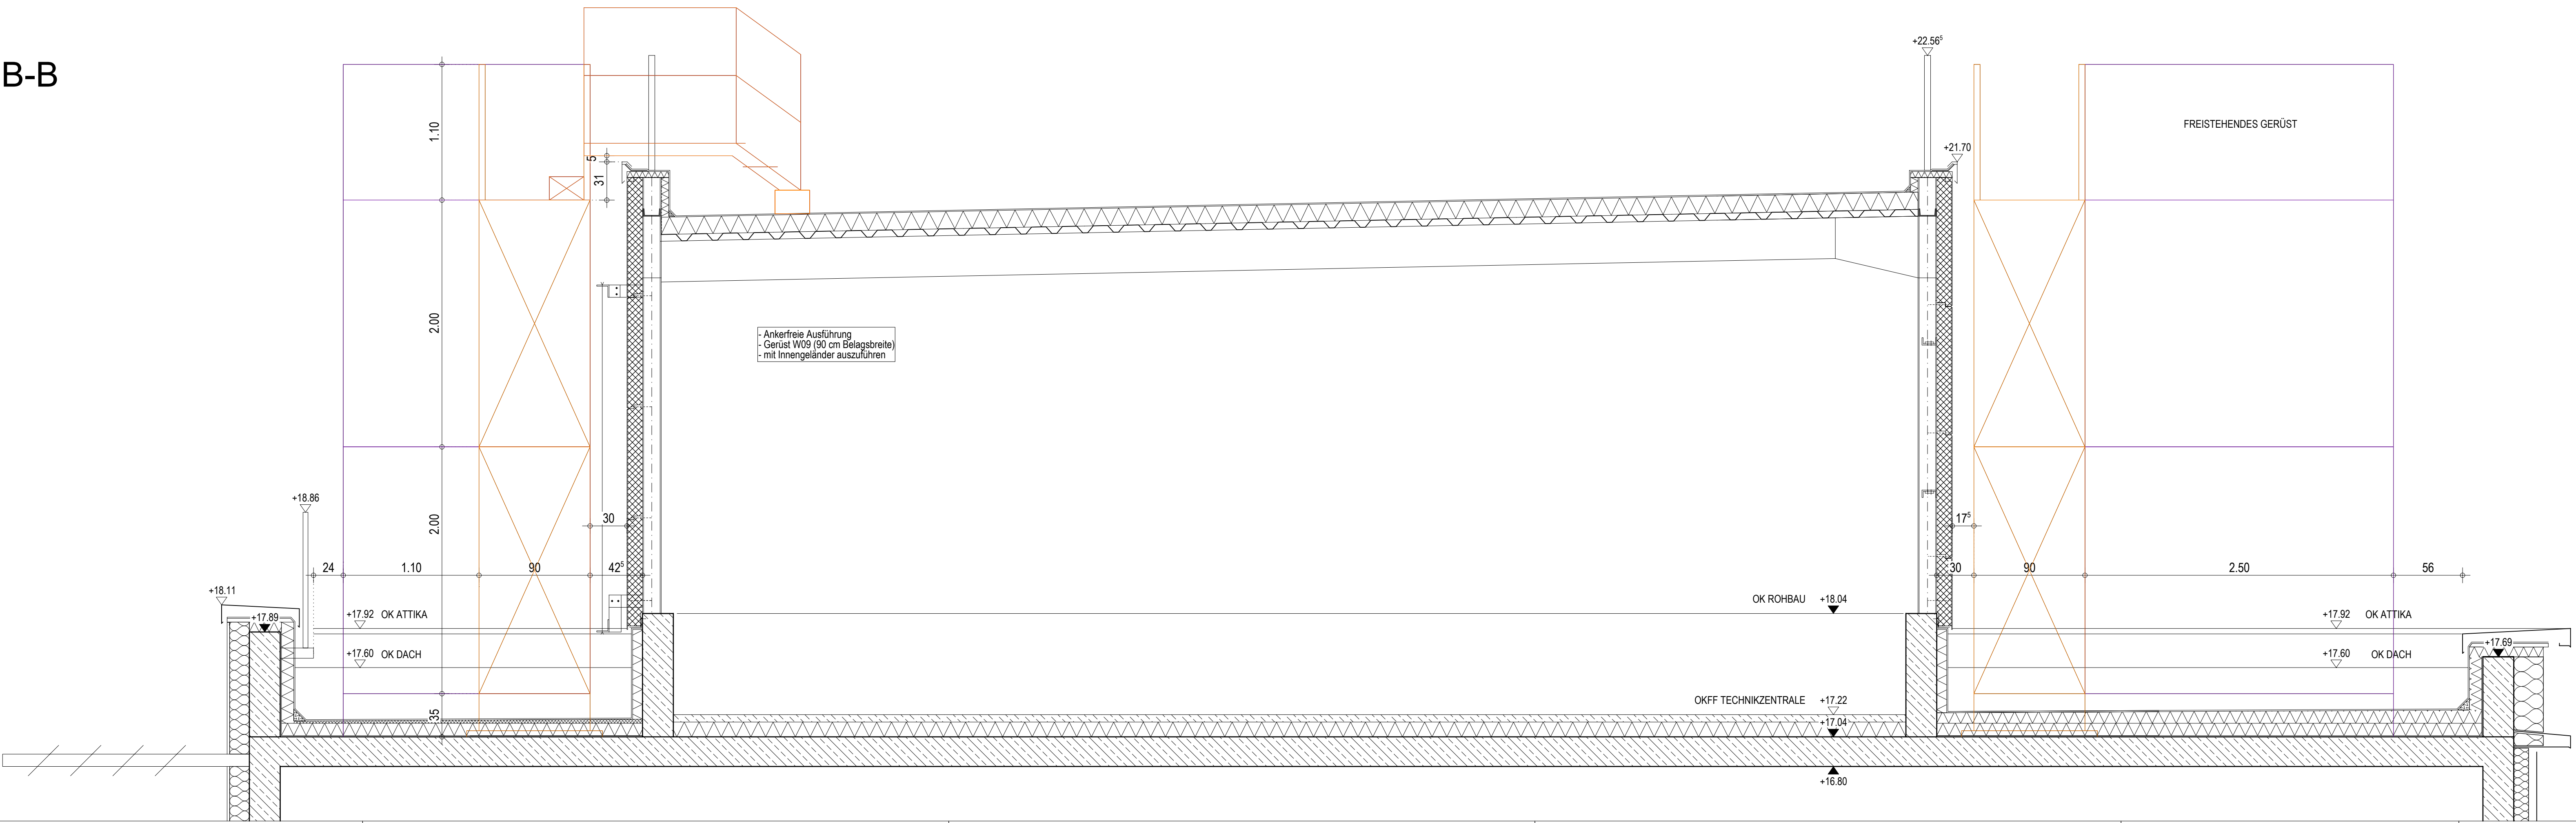 B-B
+22.56⁵
1.10
FREISTEHENDES GERÜST
5
+21.70
31
2.00
- Ankerfreie Ausführung
- Gerüst W09 (90 cm Belagsbreite)
- mit Innengeländer auszuführen
+18.86
2.00
30
17⁵
24
1.10
90
42⁵
30
90
2.50
56
+18.11
OK ROHBAU +18.04
+17.89
+17.92 OK ATTIKA
+17.92 OK ATTIKA
+17.69
+17.60 OK DACH
+17.60 OK DACH
OKFF TECHNIKZENTRALE +17.22
35
+17.04
+16.80